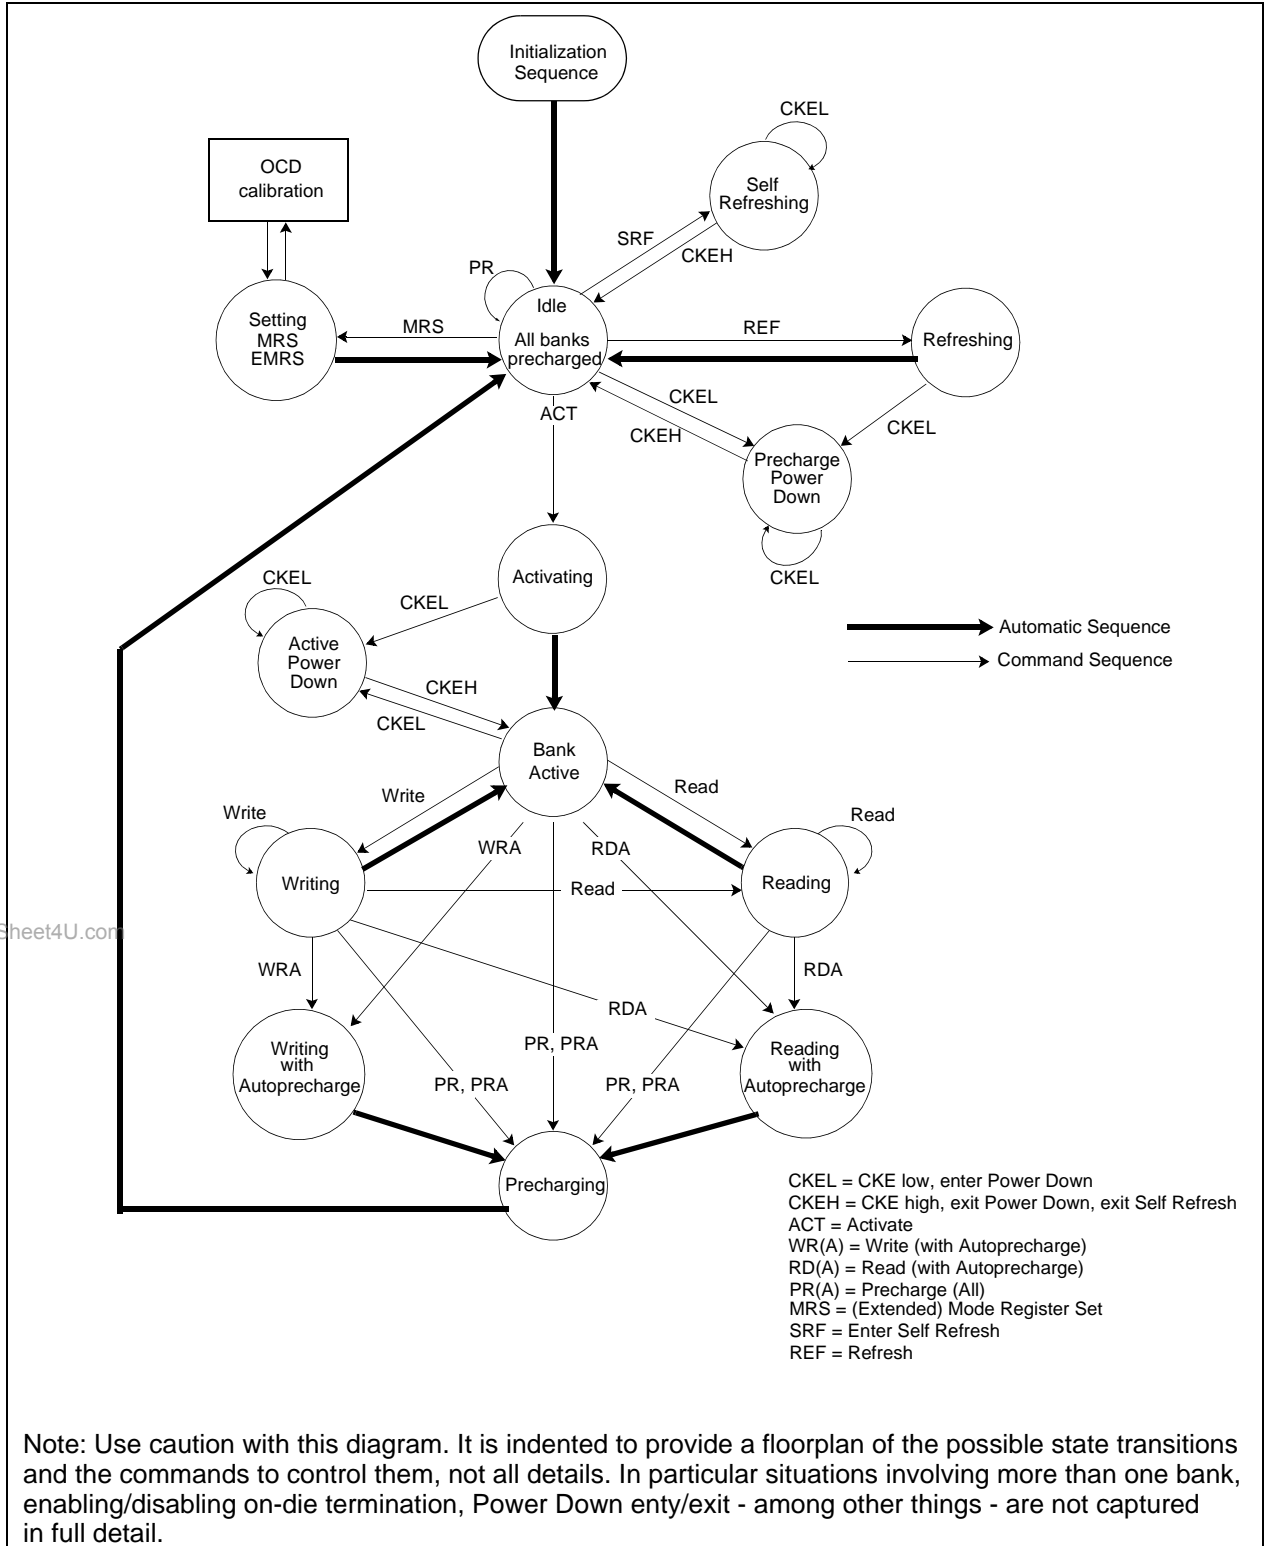 Initialization
Sequence
CKEL
OCD
calibration
Self
Refreshing
SRF
CKEH
PR
Idle
Setting
MRS
EMRS
MRS
All banks
precharged
REF
Refreshing
CKEL
CKEH
ACT
CKEL
Precharge
Power
Down
CKEL
Activating
CKEL
CKEL
Active
Power
Down
Automatic Sequence
Command Sequence
CKEH
CKEL
Bank
Active
Write
Read
Write
Read
WRA
RDA
Writing
Read
Reading
Sheet4U.com
WRA
RDA
RDA
Writing
with
Autoprecharge
PR, PRA
Reading
with
Autoprecharge
PR, PRA
PR, PRA
Precharging
CKEL = CKE low, enter Power Down
CKEH = CKE high, exit Power Down, exit Self Refresh
ACT = Activate
WR(A) = Write (with Autoprecharge)
RD(A) = Read (with Autoprecharge)
PR(A) = Precharge (All)
MRS = (Extended) Mode Register Set
SRF = Enter Self Refresh
REF = Refresh
Note: Use caution with this diagram. It is indented to provide a floorplan of the possible state transitions
and the commands to control them, not all details. In particular situations involving more than one bank,
enabling/disabling on-die termination, Power Down enty/exit - among other things - are not captured
in full detail.